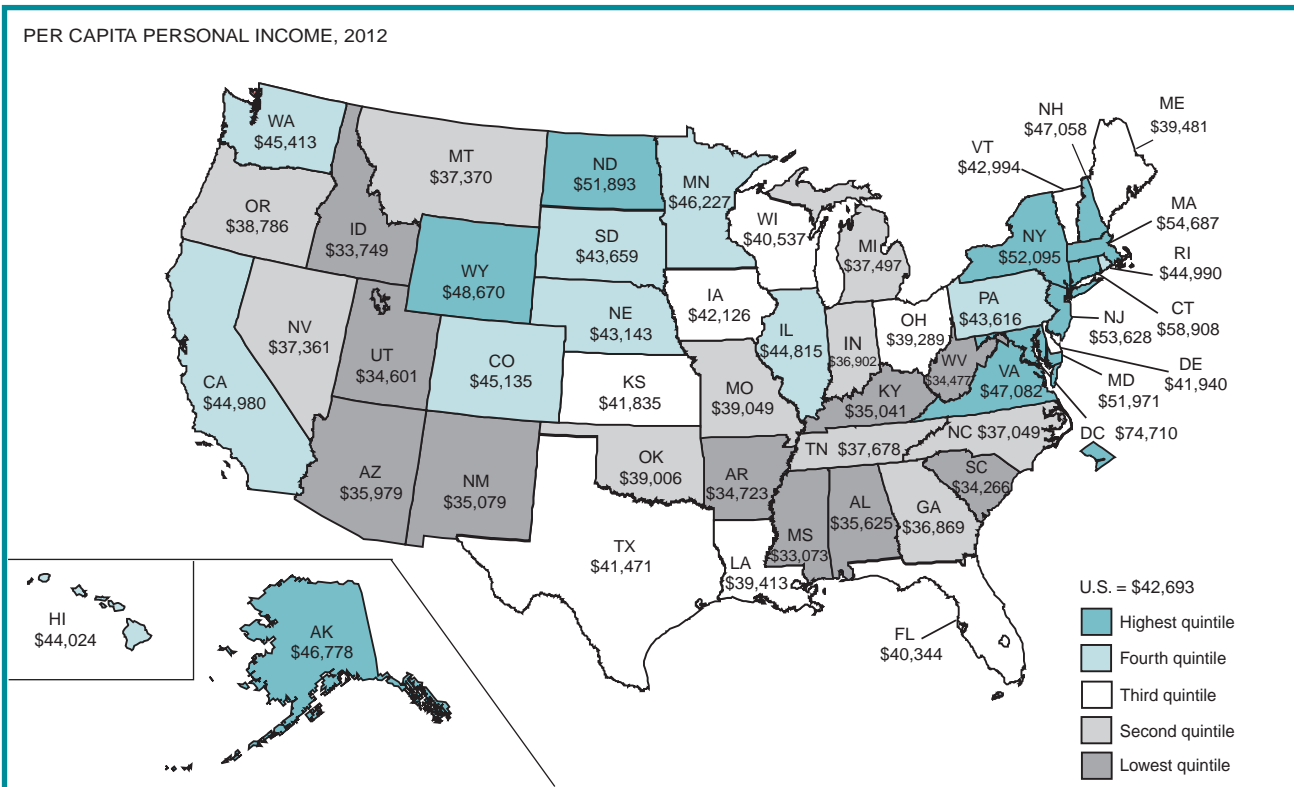 PER CAPITA PERSONAL INCOME, 2012
WA
$45,413
MT
$37,370
ND
$51,893
MN
$46,227
OR
$38,786
ID
$33,749
WY
$48,670
SD
$43,659
WI
$40,537
MI
$37,497
NH
$47,058
VT
$42,994
ME
$39,481
MA
$54,687
NY
$52,095
RI
$44,990
CT
$58,908
PA
$43,616
NJ
$53,628
DE
$41,940
MD
$51,971
DC $74,710
NV
$37,361
UT
$34,601
CO
$45,135
NE
$43,143
IA
$42,126
IL
$44,815
IN
$36,902
OH
$39,289
WV
$34,477
VA
$47,082
CA
$44,980
KS
$41,835
MO
$39,049
KY
$35,041
TN $37,678
NC $37,049
SC
$34,266
AZ
$35,979
NM
$35,079
OK
$39,006
AR
$34,723
MS
$33,073
AL
$35,625
GA
$36,869
TX
$41,471
LA
$39,413
FL
$40,344
HI
$44,024
AK
$46,778
U.S. = $42,693
Highest quintile
Fourth quintile
Third quintile
Second quintile
Lowest quintile